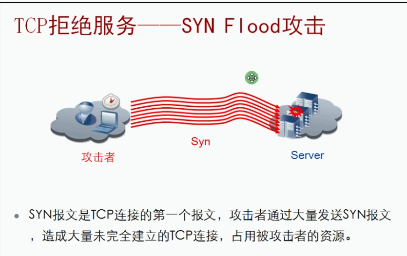 TCP拒绝服务——SYN Flood攻击
攻击者
Syn
Server
SYN报文是TCP连接的第一个报文，攻击者通过大量发送SYN报文
，造成大量未完全建立的TCP连接，占用被攻击者的资源。